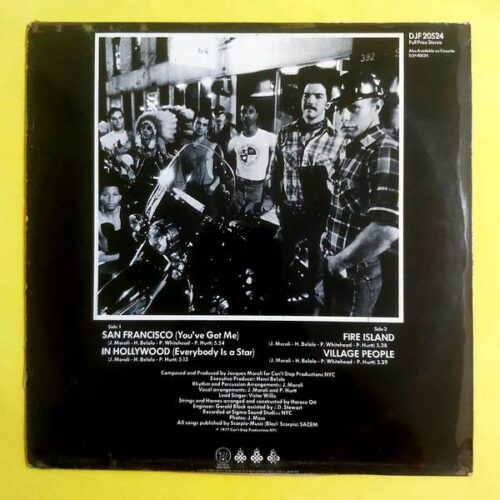 DJF 20524
Full Price Stereo
Also Available on Cassette
DJH 40524
392
Side 1
SAN FRANCISCO (You've Got Me)
(J. Morali - H. Belolo - P. Whitehead - P. Hurtt) 5.54
IN HOLLYWOOD (Everybody Is a Star)
(J. Morali - H. Belolo - P. Whitehead - P. Hurtt) 5.13
Side 2
FIRE ISLAND
(J. Morali - H. Belolo - P. Whitehead - P. Hurtt) 5.38
VILLAGE PEOPLE
(J. Morali - H. Belolo - P. Whitehead - P. Hurtt) 5.29
Composed and Produced by Jacques Morali for Can't Stop Productions NYC
Executive Producer: Henri Belolo
Rhythm and Percussion Arrangements: J. Morali
Vocal arrangements: J. Morali and P. Hurtt
Lead Singer: Victor Willis
Strings and Hornes arranged and constructed by Horace Ott
Engineer: Gerald Block assisted by J.D. Stewart
Recorded at Sigma Sound Studios NYC
Photos: J. Moss
All songs published by Scorpio-Music (Black Scorpio) SACEM
℗ 1977 Can't Stop Productions NYC